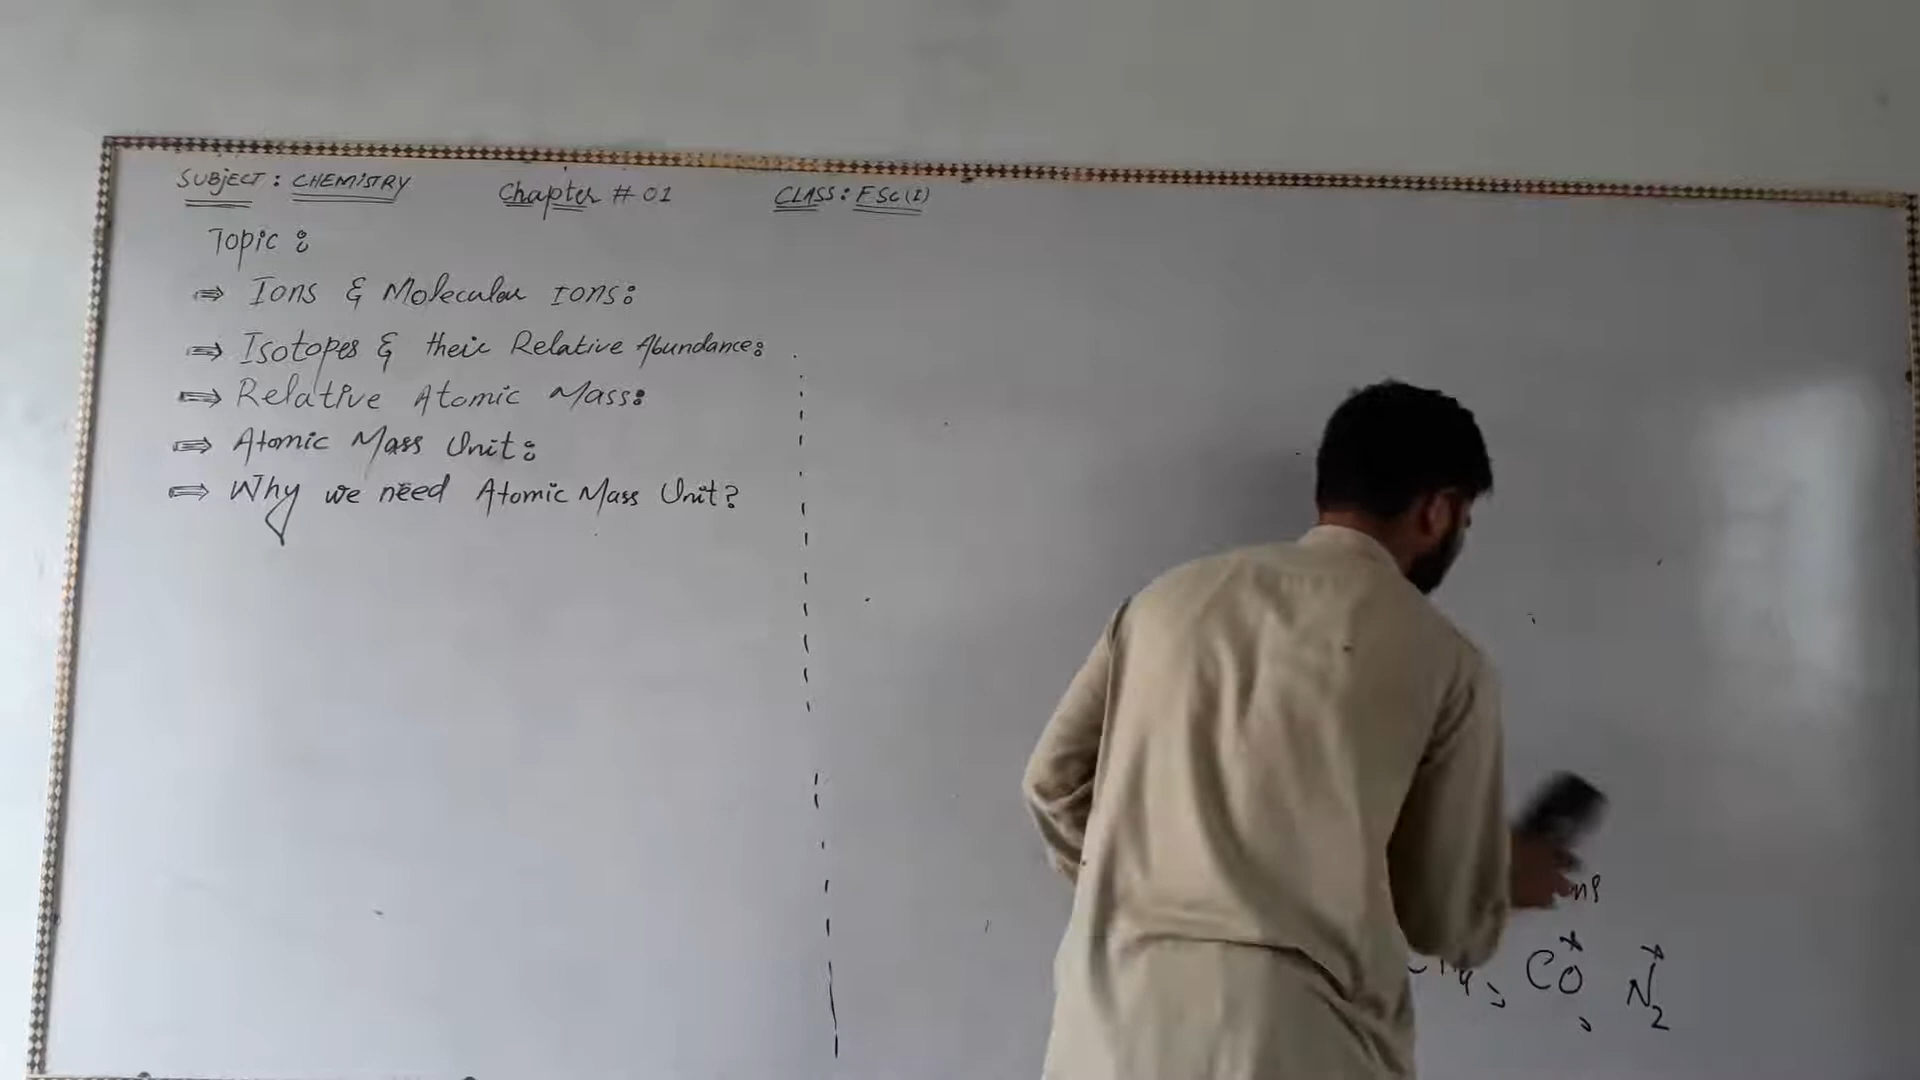 SUBJECT : CHEMISTRY Chapter # 01 CLASS : FSC(I)
Topic :
⇒ Ions & Molecular Ions:
⇒ Isotopes & their Relative Abundance:
⇒ Relative Atomic Mass:
⇒ Atomic Mass Unit:
⇒ Why we need Atomic Mass Unit?
CO⁺, N₂⁺